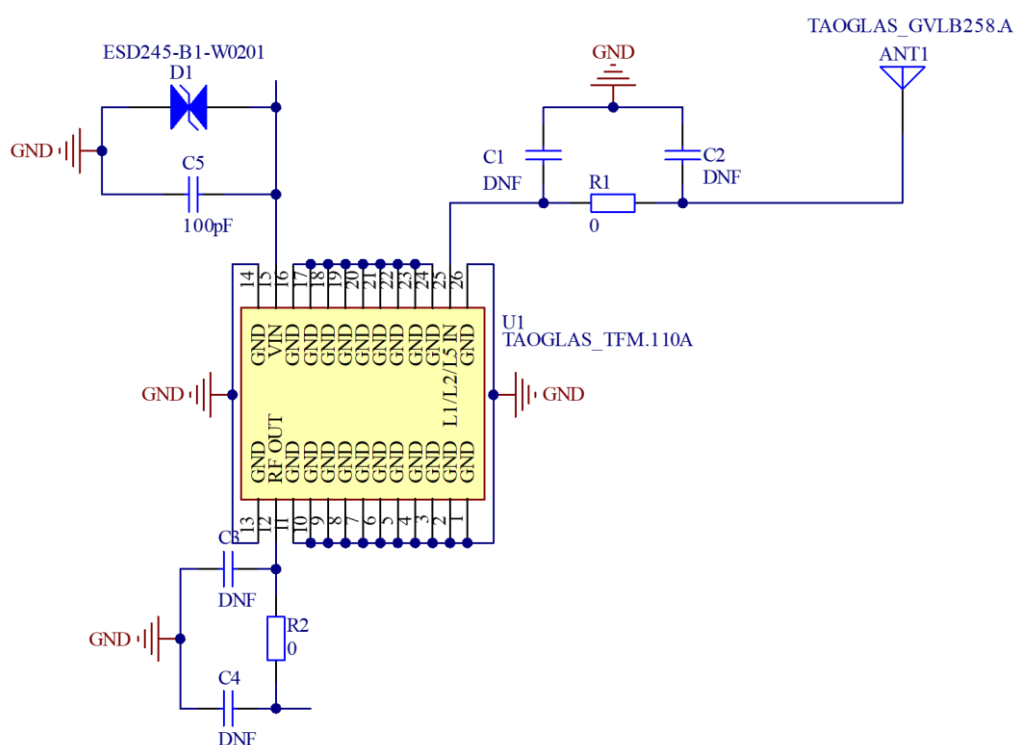 TAOGLAS_GVLB258.A
ANT1
ESD245-B1-W0201
D1
GND
GND
C5
100pF
C1
DNF
C2
DNF
R1
0
14
15
16
17
18
19
20
21
22
23
24
25
26
U1
TAOGLAS_TFM.110A
GND
VIN
GND
GND
GND
GND
GND
GND
GND
GND
GND
L1/L2/L5 IN
GND
GND
GND
GND
RF OUT
GND
GND
GND
GND
GND
GND
GND
GND
GND
GND
GND
13
12
11
10
9
8
7
6
5
4
3
2
1
C3
DNF
GND
R2
0
C4
DNF